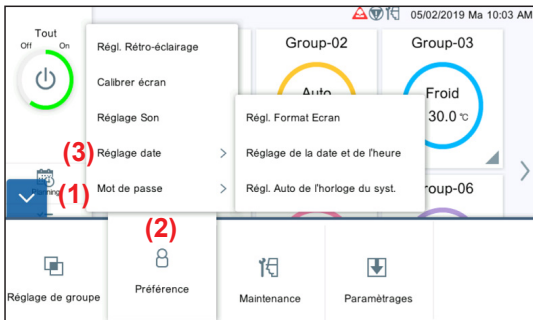 05/02/2019 Ma 10:03 AM
Tout
Off On
Régl. Rétro-éclairage
Calibrer écran
Réglage Son
(3) Réglage date >
(1) Mot de passe >
Group-02
Auto
Group-03
Froid
30.0 °C
Régl. Format Ecran
Réglage de la date et de l'heure
Régl. Auto de l'horloge du syst.
roup-06
(2)
Réglage de groupe
Préférence
Maintenance
Paramètrages